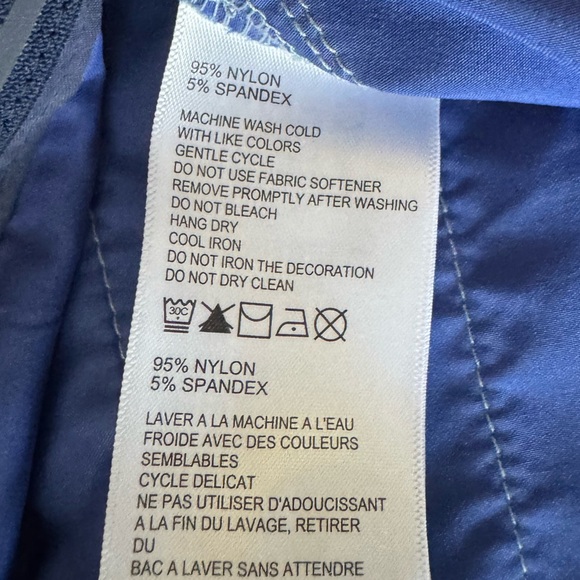 95% NYLON
5% SPANDEX
MACHINE WASH COLD
WITH LIKE COLORS
GENTLE CYCLE
DO NOT USE FABRIC SOFTENER
REMOVE PROMPTLY AFTER WASHING
DO NOT BLEACH
HANG DRY
COOL IRON
DO NOT IRON THE DECORATION
DO NOT DRY CLEAN
30C
95% NYLON
5% SPANDEX
LAVER A LA MACHINE A L'EAU
FROIDE AVEC DES COULEURS
SEMBLABLES
CYCLE DELICAT
NE PAS UTILISER D'ADOUCISSANT
A LA FIN DU LAVAGE, RETIRER
DU
BAC A LAVER SANS ATTENDRE